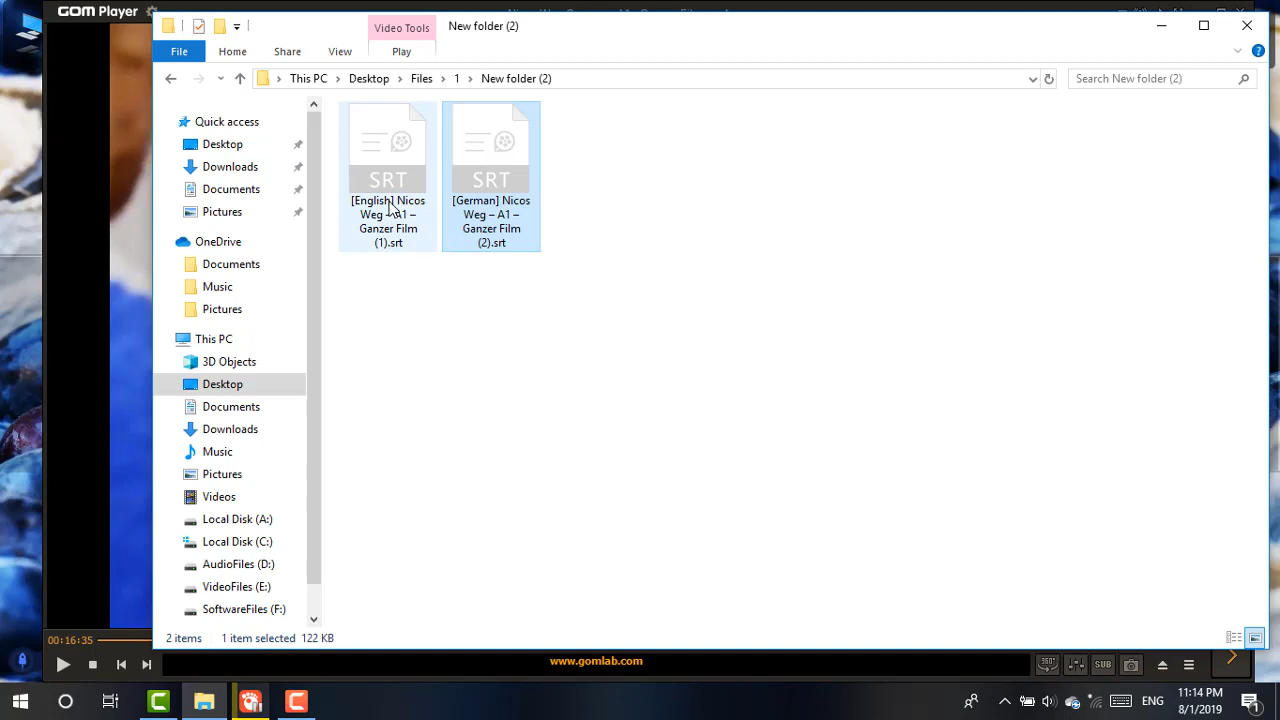 GOM Player
Video Tools
New folder (2)
File
Home
Share
View
Play
This PC
Desktop
Files
1
New folder (2)
Search New folder (2)
Quick access
Desktop
Downloads
Documents
Pictures
OneDrive
Documents
Music
Pictures
This PC
3D Objects
Desktop
Documents
Downloads
Music
Pictures
Videos
Local Disk (A:)
Local Disk (C:)
AudioFiles (D:)
VideoFiles (E:)
SoftwareFiles (F:)
SRT
[English] Nicos
Weg – A1 –
Ganzer Film
(1).srt
SRT
[German] Nicos
Weg – A1 –
Ganzer Film
(2).srt
2 items
1 item selected 122 KB
00:16:35
www.gomlab.com
360°
SUB
ENG
11:14 PM
8/1/2019